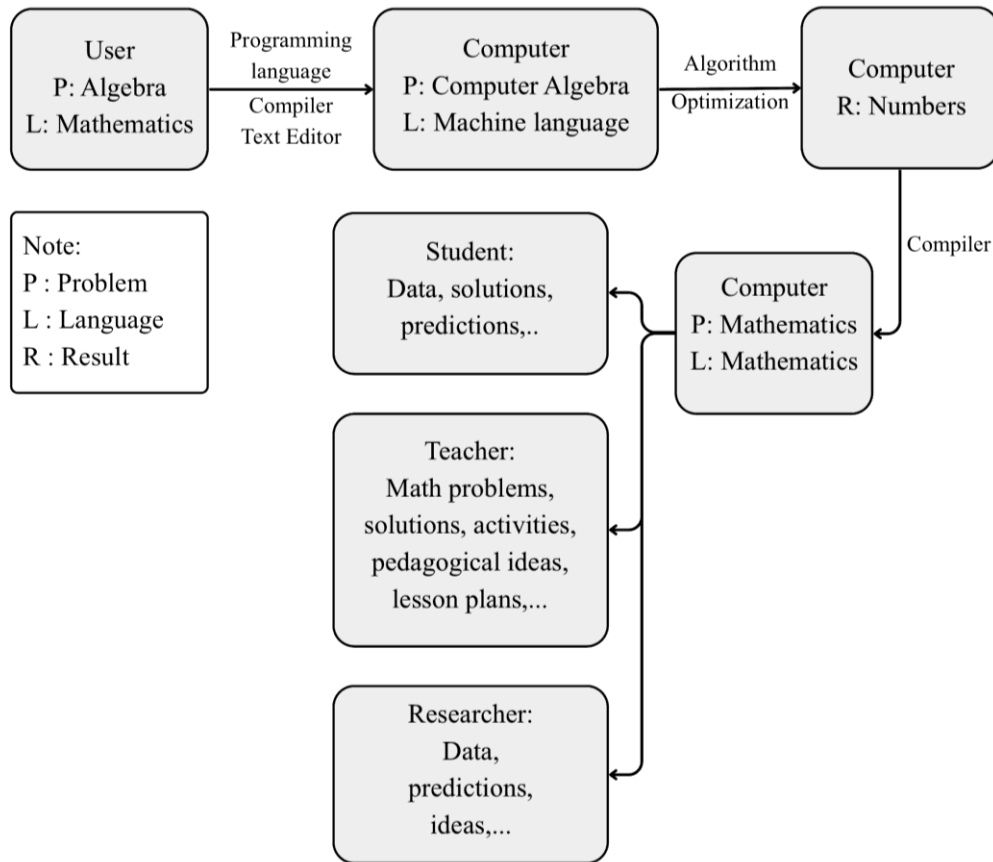 User
P: Algebra
L: Mathematics
Programming
language
Compiler
Text Editor
Computer
P: Computer Algebra
L: Machine language
Algorithm
Optimization
Computer
R: Numbers
Compiler
Note:
P : Problem
L : Language
R : Result
Student:
Data, solutions,
predictions,..
Computer
P: Mathematics
L: Mathematics
Teacher:
Math problems,
solutions, activities,
pedagogical ideas,
lesson plans,...
Researcher:
Data,
predictions,
ideas,...